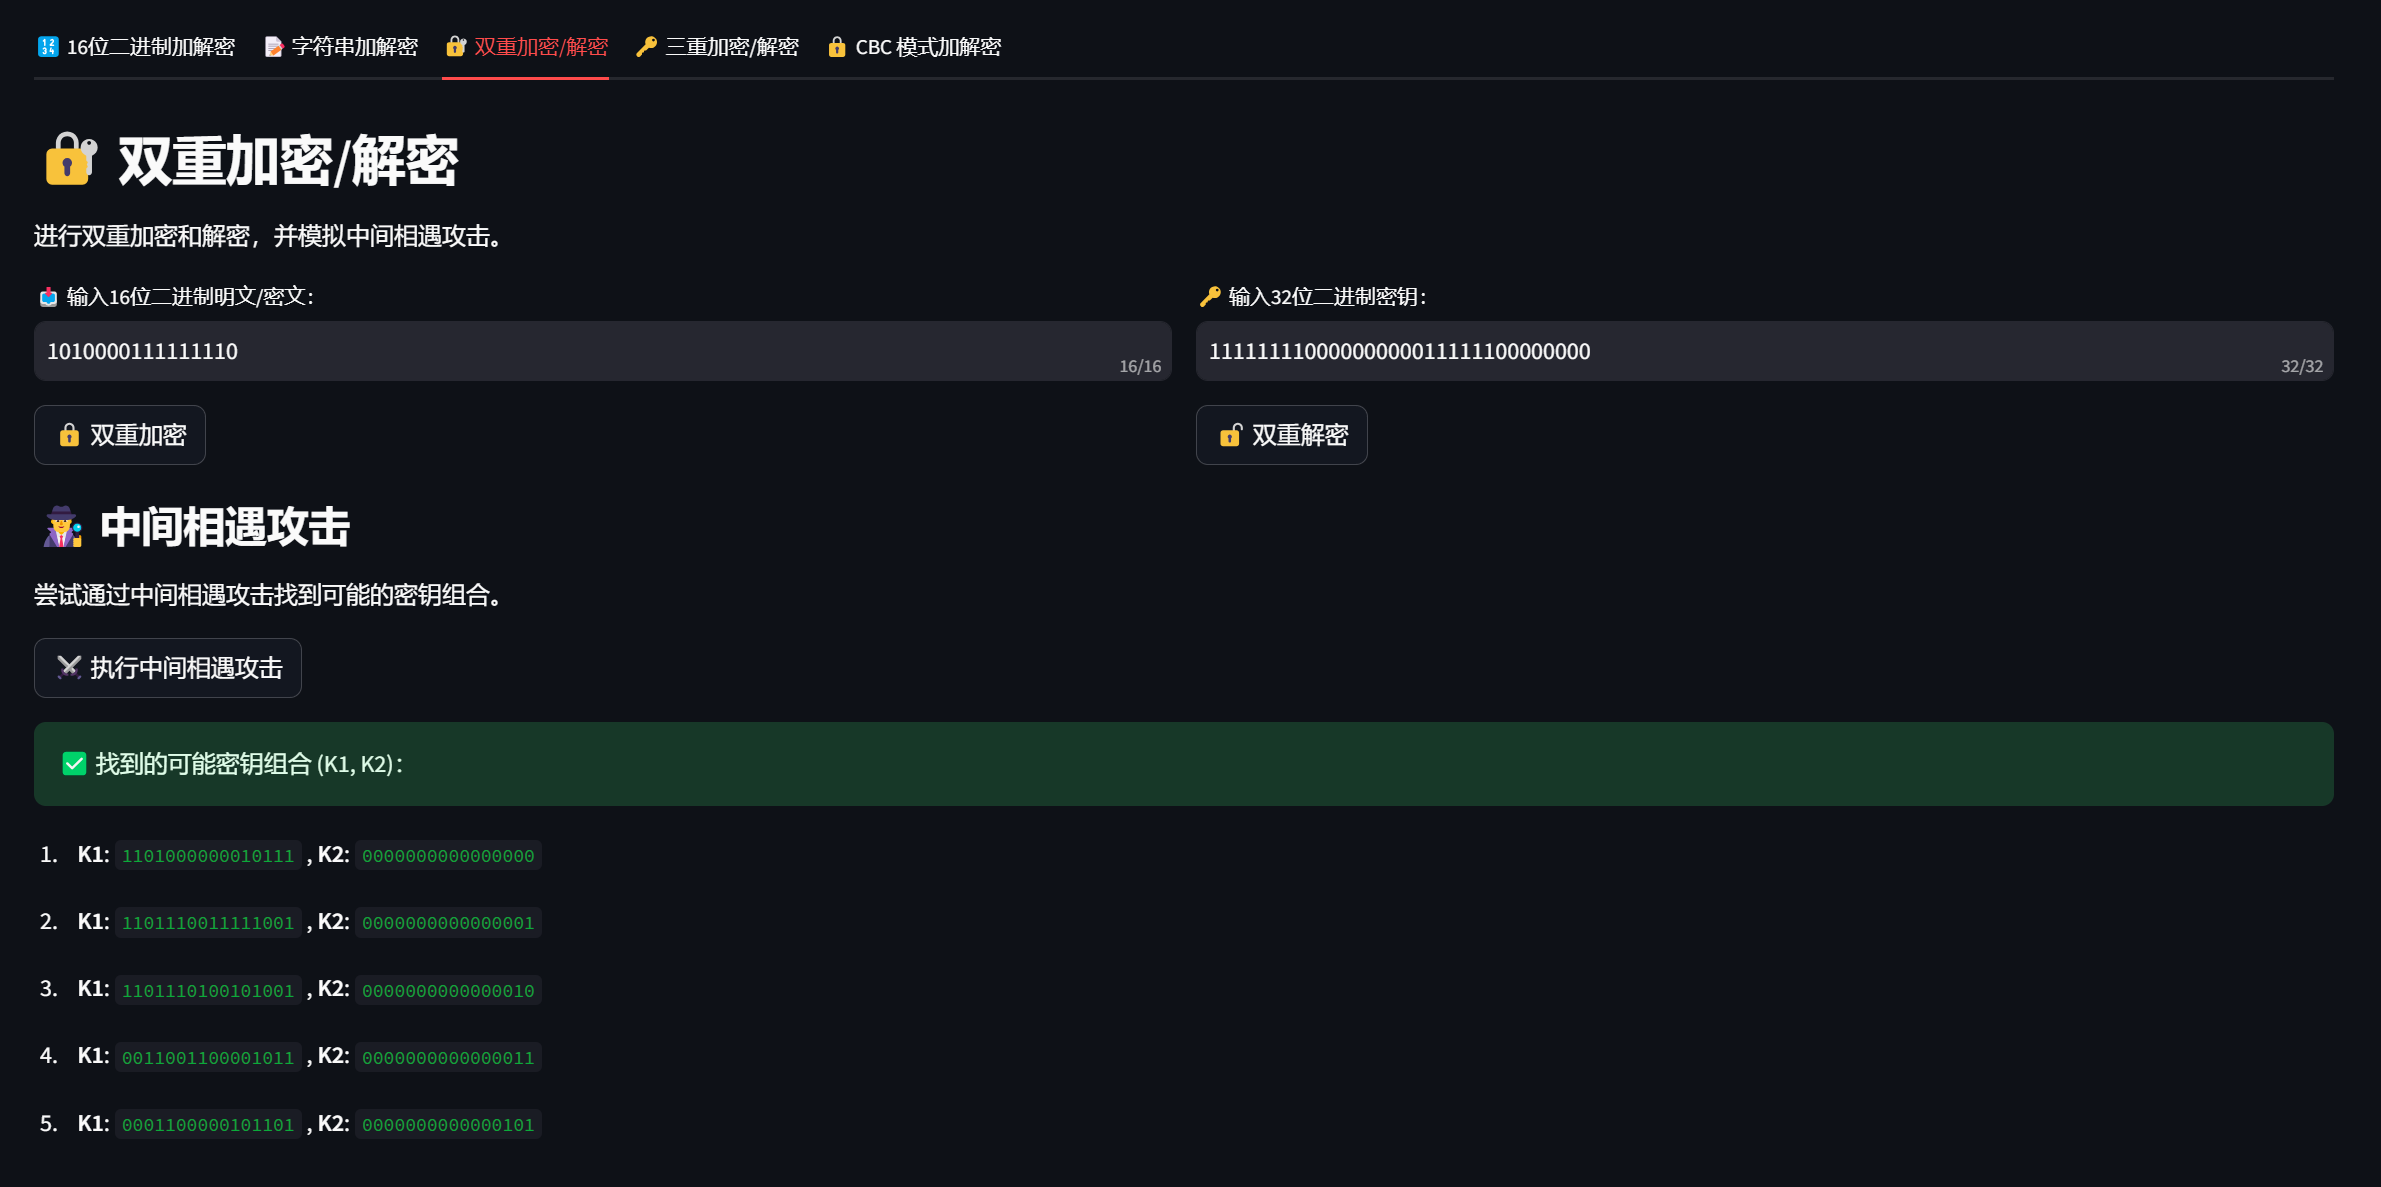 16位二进制加解密 字符串加解密 双重加密/解密 三重加密/解密 CBC 模式加解密
双重加密/解密
进行双重加密和解密，并模拟中间相遇攻击。
输入16位二进制明文/密文： 输入32位二进制密钥：
1010000111111110 16/16 11111111000000000011111100000000 32/32
双重加密 双重解密
中间相遇攻击
尝试通过中间相遇攻击找到可能的密钥组合。
执行中间相遇攻击
找到的可能密钥组合 (K1, K2)：
1. K1: 1101000000010111 , K2: 0000000000000000
2. K1: 1101110011111001 , K2: 0000000000000001
3. K1: 1101110100101001 , K2: 0000000000000010
4. K1: 0011001100001011 , K2: 0000000000000011
5. K1: 0001100000101101 , K2: 0000000000000101